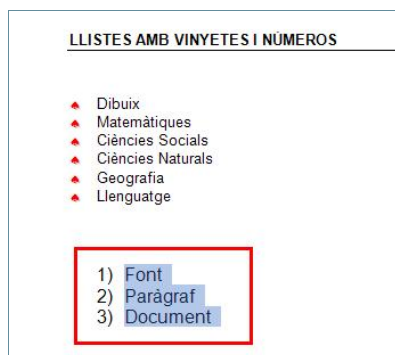 LLISTES AMB VINYETES I NÚMEROS
Dibuix
Matemàtiques
Ciències Socials
Ciències Naturals
Geografia
Llenguatge
1) Font
2) Paràgraf
3) Document